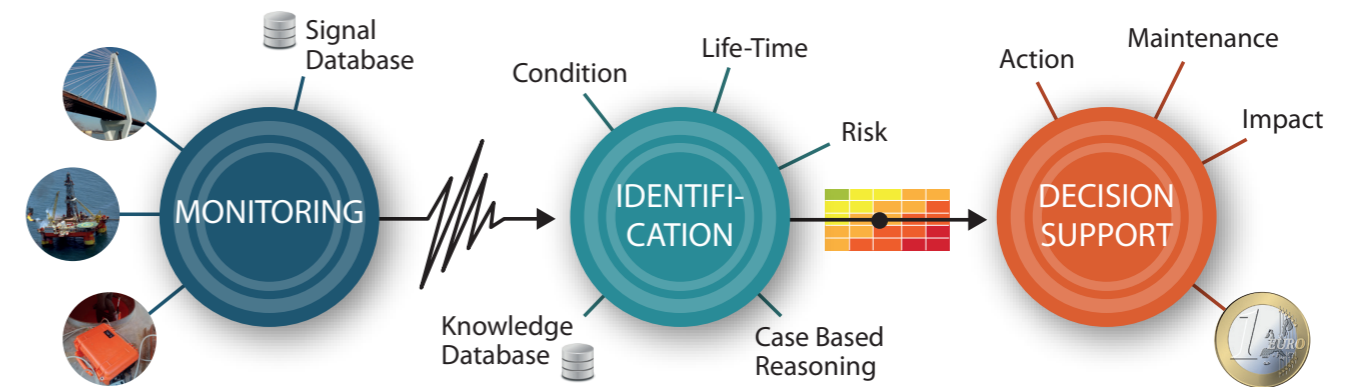 Signal
Database
MONITORING
Condition
Life-Time
Risk
IDENTIFI-
CATION
Knowledge
Database
Case Based
Reasoning
Action
Maintenance
Impact
DECISION
SUPPORT
1
EURO